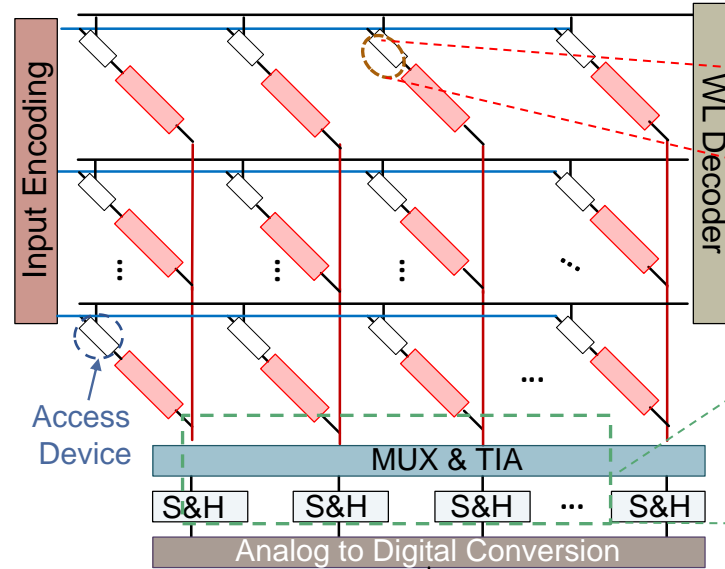 Input Encoding
WL Decoder
Access
Device
MUX & TIA
S&H
S&H
S&H
...
S&H
Analog to Digital Conversion